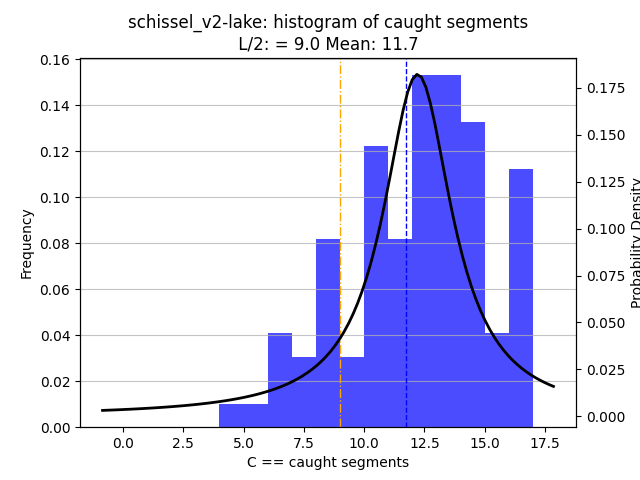 schissel_v2-lake: histogram of caught segments
L/2: = 9.0 Mean: 11.7
Frequency
0.16
0.14
0.12
0.10
0.08
0.06
0.04
0.02
0.00
0.0 2.5 5.0 7.5 10.0 12.5 15.0 17.5
C == caught segments
0.175
0.150
0.125
0.100
0.075
0.050
0.025
0.000
Probability Density